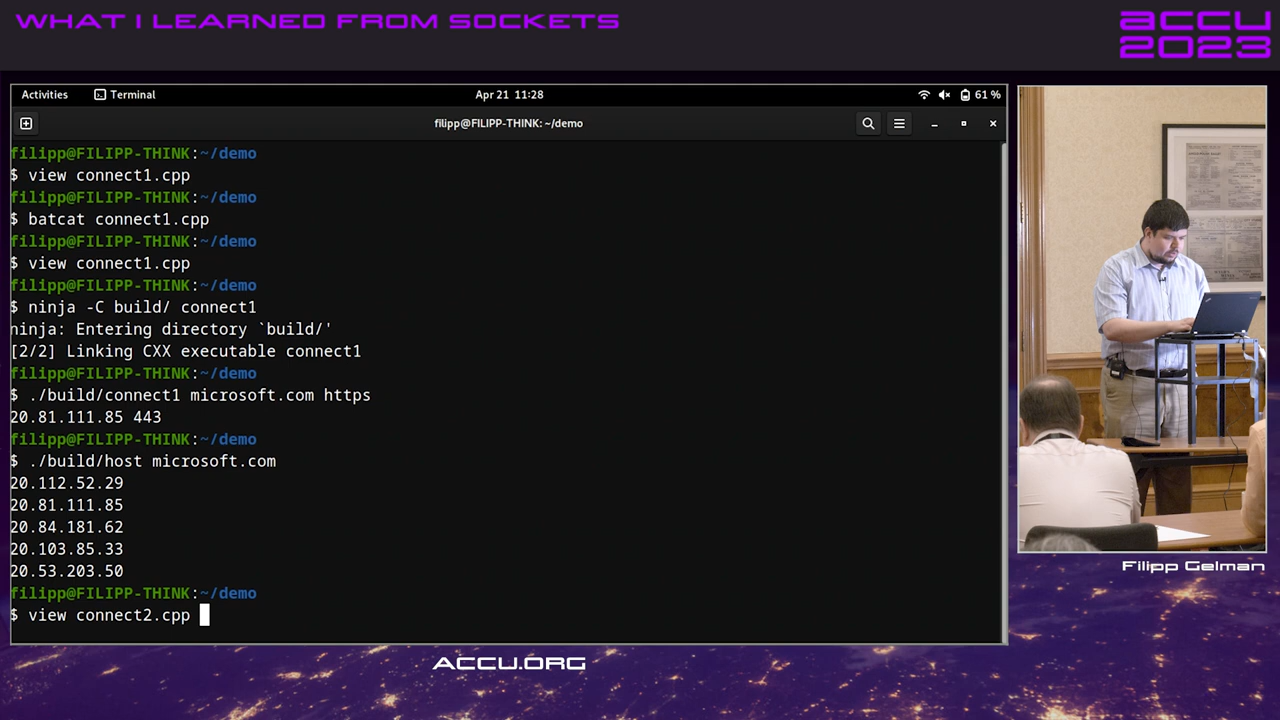 WHAT I LEARNED FROM SOCKETS
accu
2023
Activities
Terminal
Apr 21 11:28
61 %
filipp@FILIPP-THINK: ~/demo
filipp@FILIPP-THINK:~/demo
$ view connect1.cpp
filipp@FILIPP-THINK:~/demo
$ batcat connect1.cpp
filipp@FILIPP-THINK:~/demo
$ view connect1.cpp
filipp@FILIPP-THINK:~/demo
$ ninja -C build/ connect1
ninja: Entering directory `build/'
[2/2] Linking CXX executable connect1
filipp@FILIPP-THINK:~/demo
$ ./build/connect1 microsoft.com https
20.81.111.85 443
filipp@FILIPP-THINK:~/demo
$ ./build/host microsoft.com
20.112.52.29
20.81.111.85
20.84.181.62
20.103.85.33
20.53.203.50
filipp@FILIPP-THINK:~/demo
$ view connect2.cpp
Filipp Gelman
ACCU.ORG